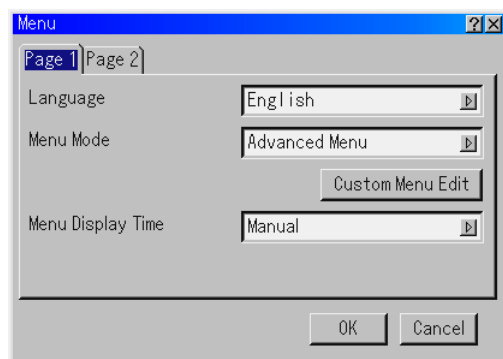 Menu
Page 1 Page 2
Language English
Menu Mode Advanced Menu
Custom Menu Edit
Menu Display Time Manual
OK Cancel